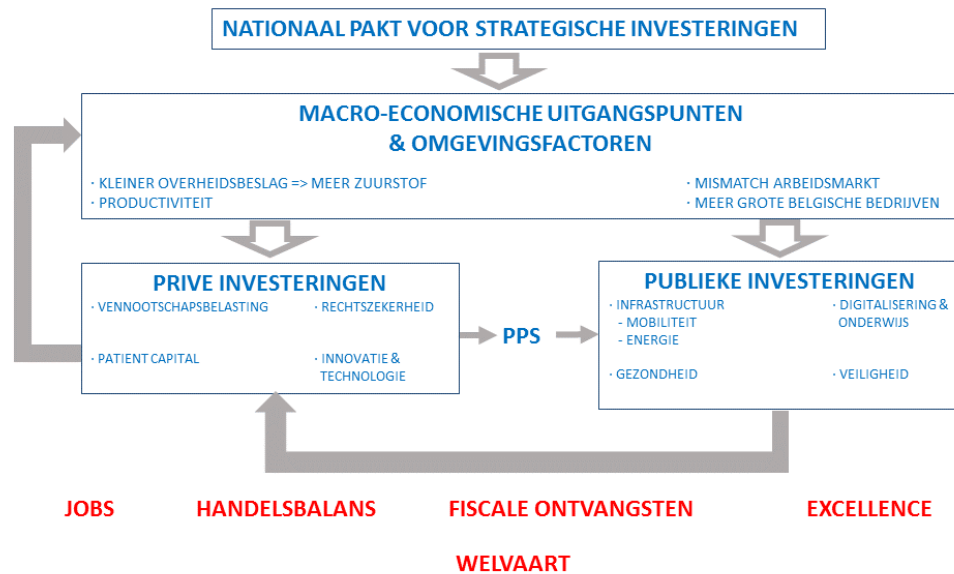 NATIONAAL PAKT VOOR STRATEGISCHE INVESTERINGEN
MACRO-ECONOMISCHE UITGANGSPUNTEN
& OMGEVINGSFACTOREN
· KLEINER OVERHEIDSBESLAG => MEER ZUURSTOF
· PRODUCTIVITEIT
· MISMATCH ARBEIDSMARKT
· MEER GROTE BELGISCHE BEDRIJVEN
PRIVE INVESTERINGEN
· VENNOOTSCHAPSBELASTING
· RECHTSZEKERHEID
· PATIENT CAPITAL
· INNOVATIE &
TECHNOLOGIE
PPS
PUBLIEKE INVESTERINGEN
· INFRASTRUCTUUR
- MOBILITEIT
- ENERGIE
· DIGITALISERING &
ONDERWIJS
· GEZONDHEID
· VEILIGHEID
JOBS
HANDELSBALANS
FISCALE ONTVANGSTEN
EXCELLENCE
WELVAART